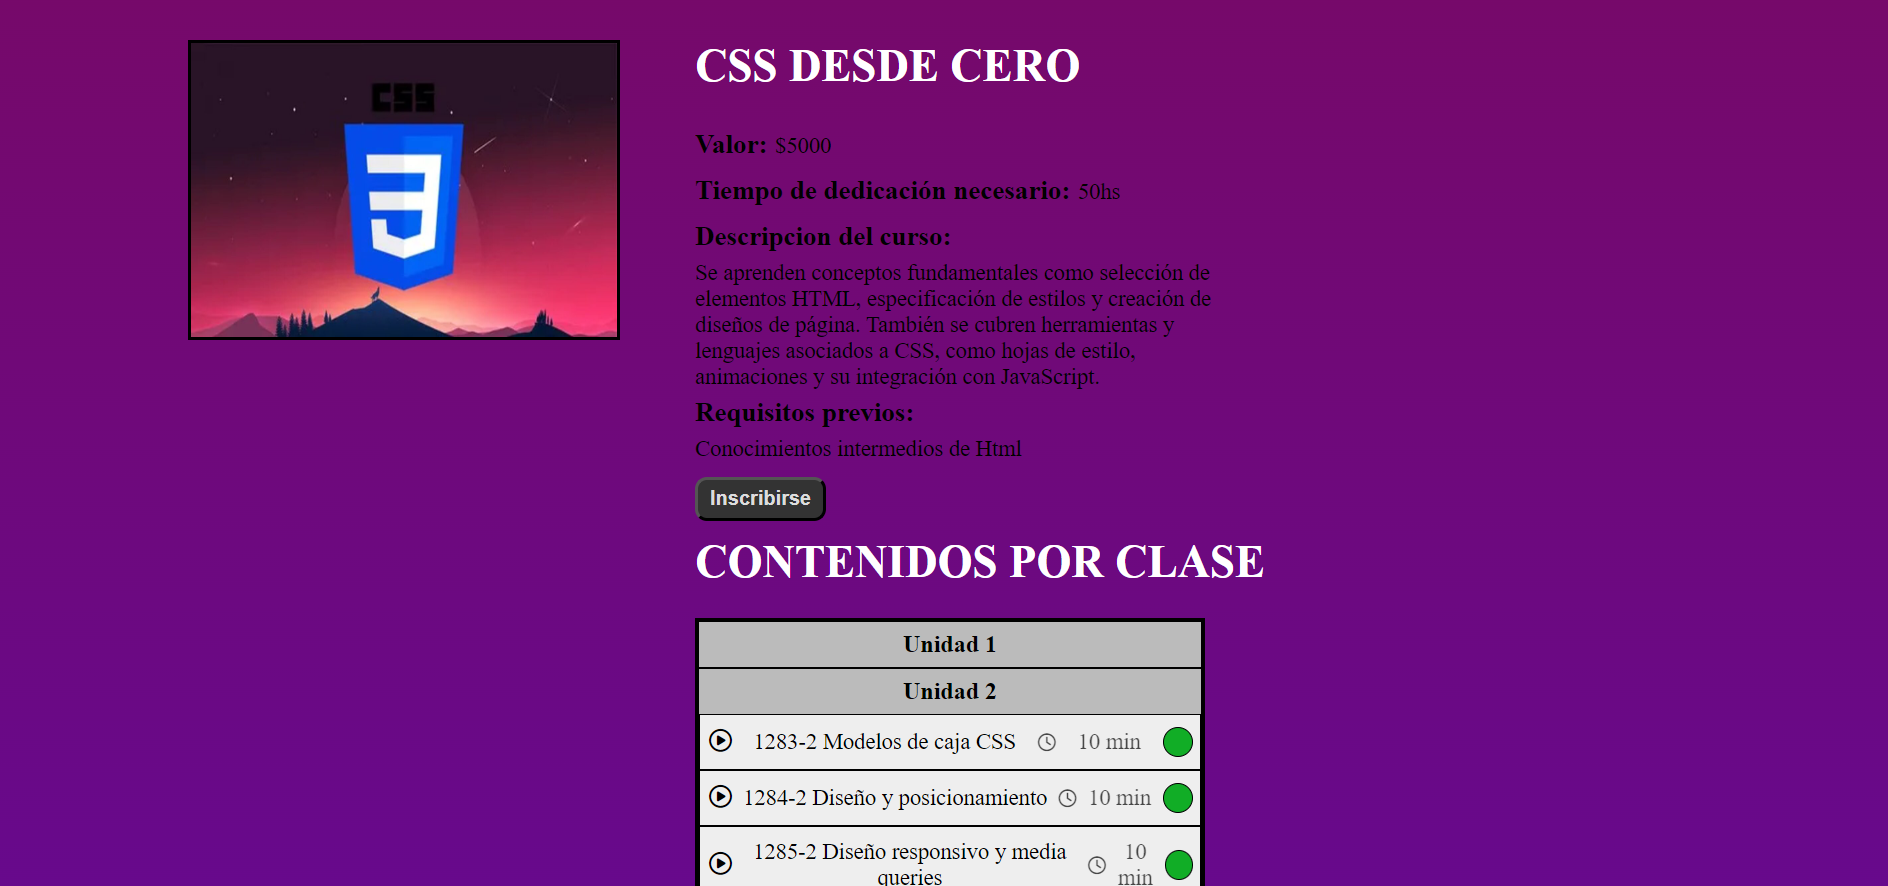 CSS
CSS DESDE CERO
Valor: $5000
Tiempo de dedicación necesario: 50hs
Descripcion del curso:
Se aprenden conceptos fundamentales como selección de
elementos HTML, especificación de estilos y creación de
diseños de página. También se cubren herramientas y
lenguajes asociados a CSS, como hojas de estilo,
animaciones y su integración con JavaScript.
Requisitos previos:
Conocimientos intermedios de Html
Inscribirse
CONTENIDOS POR CLASE
Unidad 1
Unidad 2
1283-2 Modelos de caja CSS 10 min
1284-2 Diseño y posicionamiento 10 min
1285-2 Diseño responsivo y media
queries
10
min